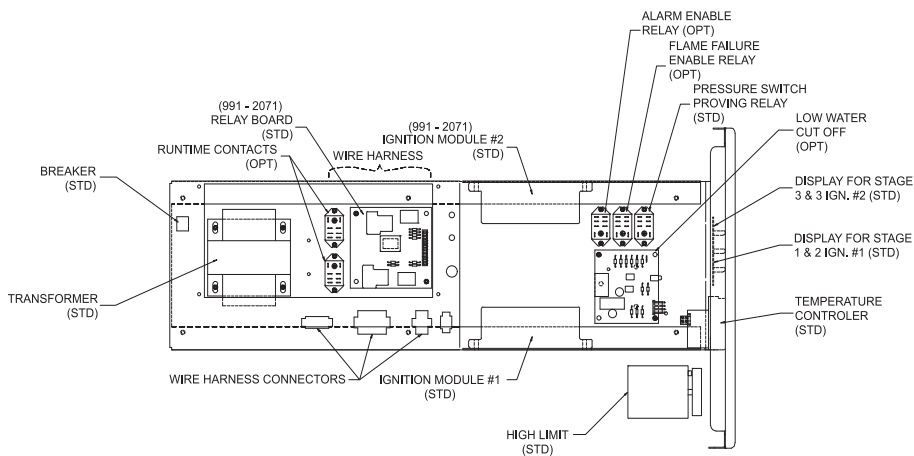 ALARM ENABLE
RELAY (OPT)
FLAME FAILURE
ENABLE RELAY
(OPT)
PRESSURE SWITCH
PROVING RELAY
(STD)
LOW WATER
CUT OFF
(OPT)
(991 - 2071)
RELAY BOARD
(STD)
(991 - 2071)
IGNITION MODULE #2
(STD)
RUNTIME CONTACTS
(OPT)
WIRE HARNESS
BREAKER
(STD)
DISPLAY FOR STAGE
3 & 3 IGN. #2 (STD)
DISPLAY FOR STAGE
1 & 2 IGN. #1 (STD)
TRANSFORMER
(STD)
TEMPERATURE
CONTROLER
(STD)
WIRE HARNESS CONNECTORS
IGNITION MODULE #1
(STD)
HIGH LIMIT
(STD)